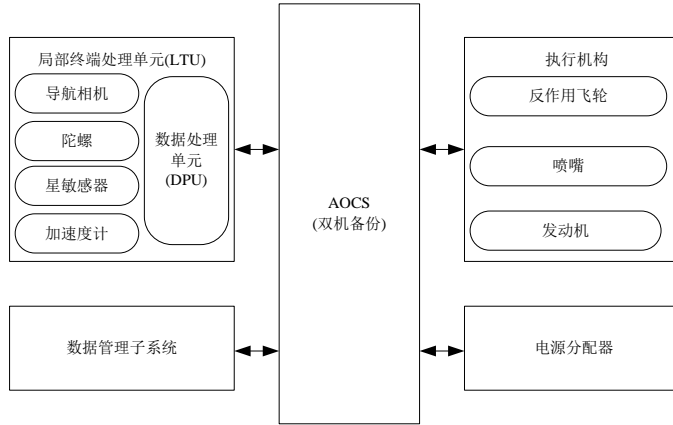 局部终端处理单元(LTU)
导航相机
陀螺
星敏感器
加速度计
数据处理
单元
(DPU)
AOCS
(双机备份)
执行机构
反作用飞轮
喷嘴
发动机
数据管理子系统
电源分配器